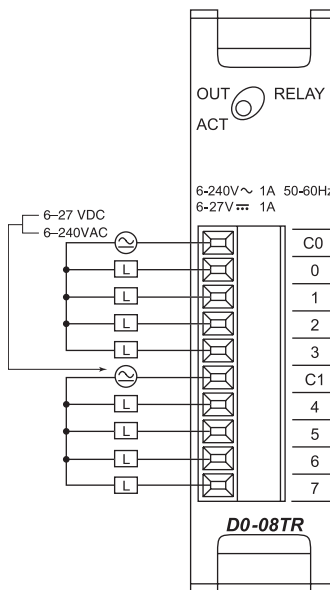 OUT RELAY
ACT
6-240V~ 1A 50-60Hz
6-27V⎓ 1A
6–27 VDC
6–240VAC
C0
L 0
L 1
L 2
L 3
C1
L 4
L 5
L 6
L 7
D0-08TR